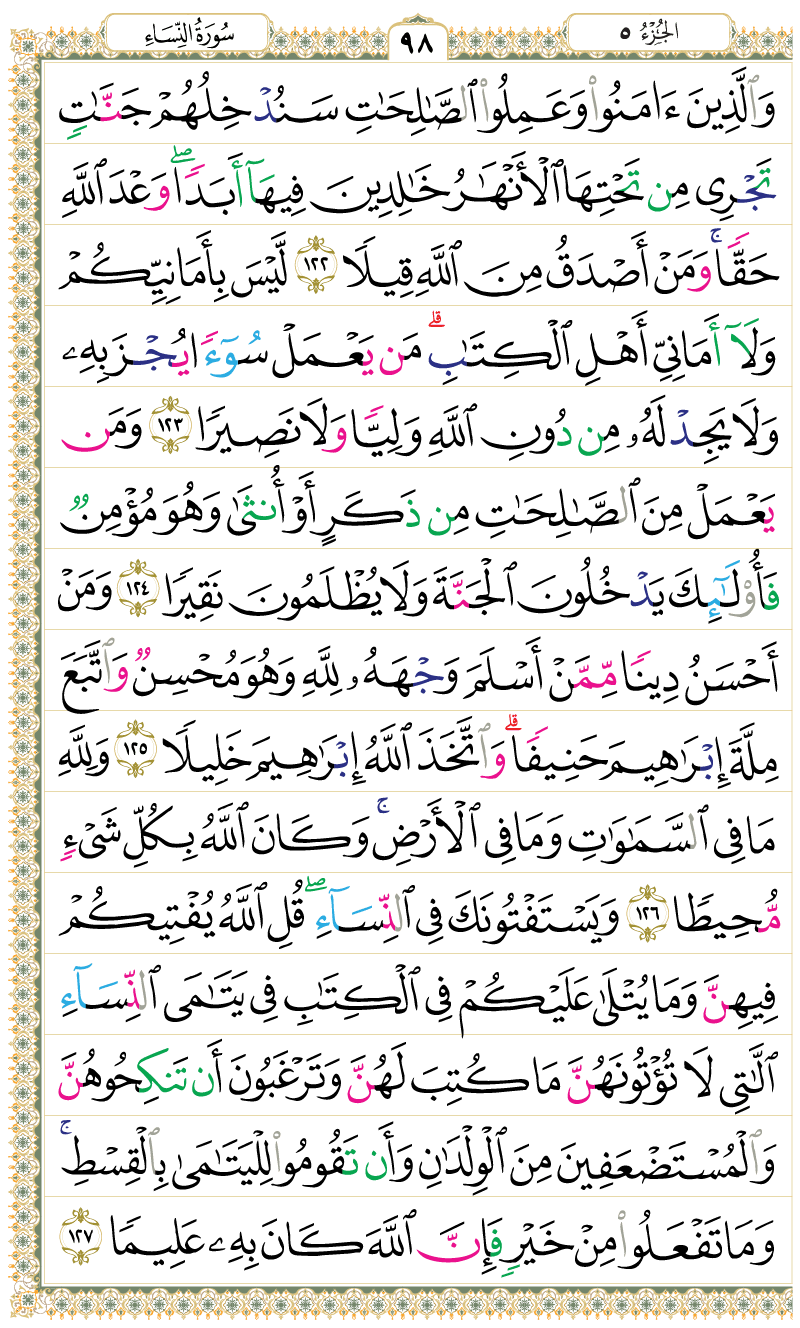 الجُزْءُ ٥
٩٨
سُورَةُ النِّسَاءِ
وَٱلَّذِينَ ءَامَنُوا۟ وَعَمِلُوا۟ ٱلصَّٰلِحَٰتِ سَنُدْخِلُهُمْ جَنَّٰتٍ
تَجْرِى مِن تَحْتِهَا ٱلْأَنْهَٰرُ خَٰلِدِينَ فِيهَآ أَبَدًا ۖ وَعْدَ ٱللَّهِ
حَقًّا ۚ وَمَنْ أَصْدَقُ مِنَ ٱللَّهِ قِيلًا ١٢٢ لَّيْسَ بِأَمَانِيِّكُمْ
وَلَآ أَمَانِىِّ أَهْلِ ٱلْكِتَٰبِ ۗ مَن يَعْمَلْ سُوٓءًا يُجْزَ بِهِۦ
وَلَا يَجِدْ لَهُۥ مِن دُونِ ٱللَّهِ وَلِيًّا وَلَا نَصِيرًا ١٢٣ وَمَن
يَعْمَلْ مِنَ ٱلصَّٰلِحَٰتِ مِن ذَكَرٍ أَوْ أُنثَىٰ وَهُوَ مُؤْمِنٌ
فَأُو۟لَٰٓئِكَ يَدْخُلُونَ ٱلْجَنَّةَ وَلَا يُظْلَمُونَ نَقِيرًا ١٢٤ وَمَنْ
أَحْسَنُ دِينًا مِّمَّنْ أَسْلَمَ وَجْهَهُۥ لِلَّهِ وَهُوَ مُحْسِنٌ وَٱتَّبَعَ
مِلَّةَ إِبْرَٰهِيمَ حَنِيفًا ۗ وَٱتَّخَذَ ٱللَّهُ إِبْرَٰهِيمَ خَلِيلًا ١٢٥ وَلِلَّهِ
مَا فِى ٱلسَّمَٰوَٰتِ وَمَا فِى ٱلْأَرْضِ ۚ وَكَانَ ٱللَّهُ بِكُلِّ شَىْءٍ
مُّحِيطًا ١٢٦ وَيَسْتَفْتُونَكَ فِى ٱلنِّسَآءِ ۖ قُلِ ٱللَّهُ يُفْتِيكُمْ
فِيهِنَّ وَمَا يُتْلَىٰ عَلَيْكُمْ فِى ٱلْكِتَٰبِ فِى يَتَٰمَى ٱلنِّسَآءِ
ٱلَّٰتِى لَا تُؤْتُونَهُنَّ مَا كُتِبَ لَهُنَّ وَتَرْغَبُونَ أَن تَنكِحُوهُنَّ
وَٱلْمُسْتَضْعَفِينَ مِنَ ٱلْوِلْدَٰنِ وَأَن تَقُومُوا۟ لِلْيَتَٰمَىٰ بِٱلْقِسْطِ ۚ
وَمَا تَفْعَلُوا۟ مِنْ خَيْرٍ فَإِنَّ ٱللَّهَ كَانَ بِهِۦ عَلِيمًا ١٢٧